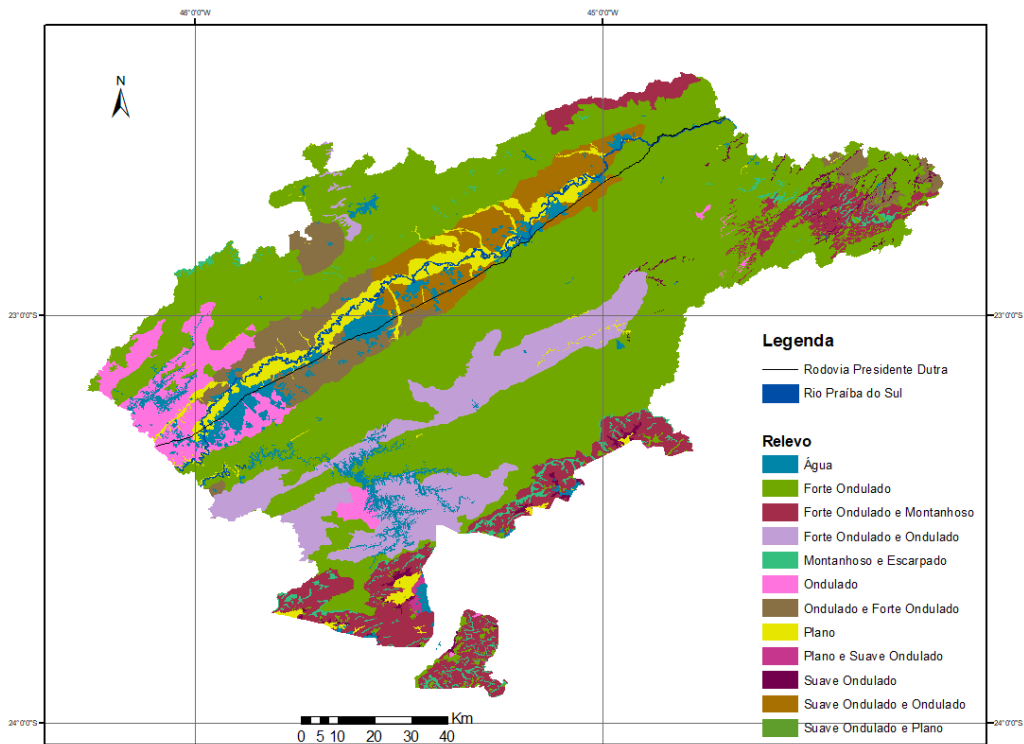 46°0'0"W
45°0'0"W
N
23°0'0"S
23°0'0"S
Legenda
Rodovia Presidente Dutra
Rio Praíba do Sul
Relevo
Água
Forte Ondulado
Forte Ondulado e Montanhoso
Forte Ondulado e Ondulado
Montanhoso e Escarpado
Ondulado
Ondulado e Forte Ondulado
Plano
Plano e Suave Ondulado
Suave Ondulado
Suave Ondulado e Ondulado
Suave Ondulado e Plano
24°0'0"S
24°0'0"S
Km
0 5 10 20 30 40